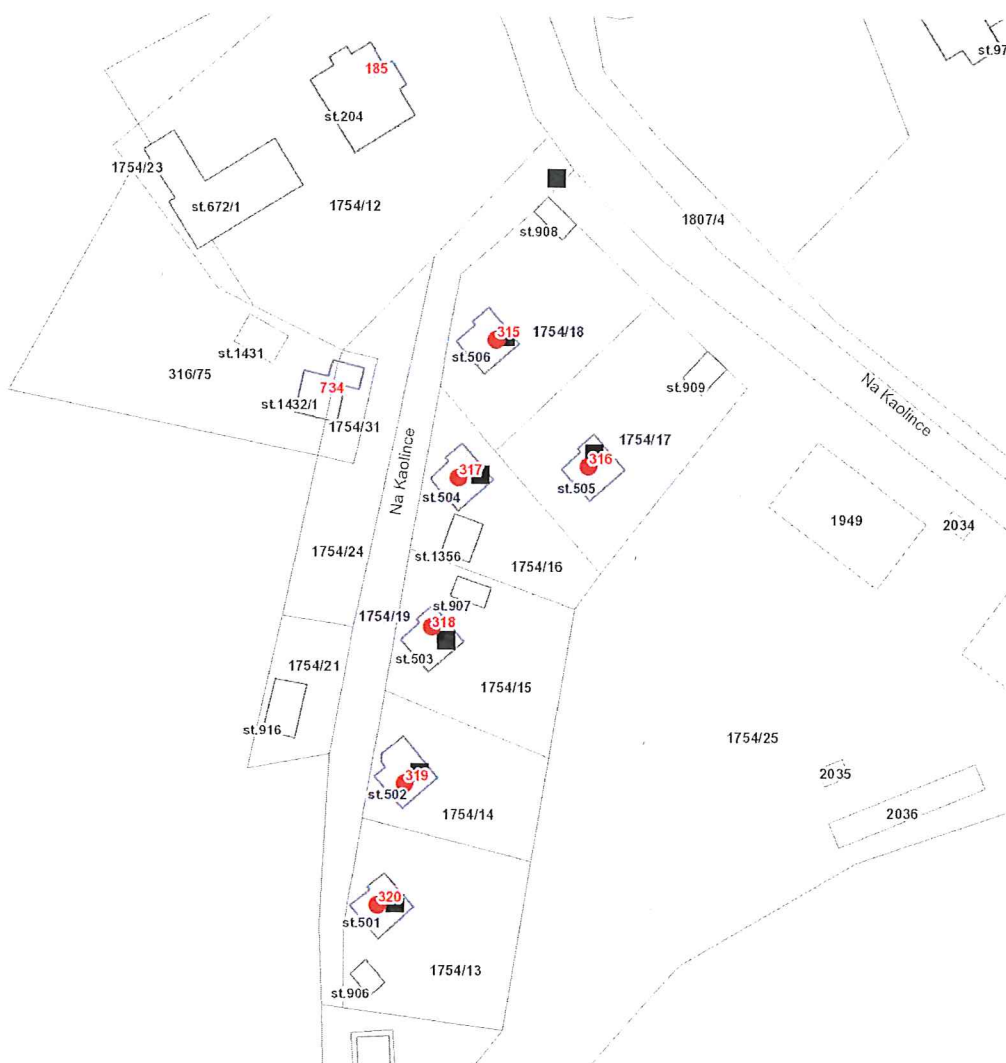 st.97
185
st.204
1754/23
st.672/1
1754/12
1807/4
st.908
315
1754/18
st.506
st.1431
316/75
734
st.1432/1
1754/31
st.909
Na Kaolince
1754/17
316
st.505
317
st.504
Na Kaolince
1949
2034
st.1356
1754/24
1754/16
st.907
1754/19
318
st.503
1754/21
1754/15
st.916
1754/25
2035
319
st.502
1754/14
2036
320
st.501
1754/13
st.906